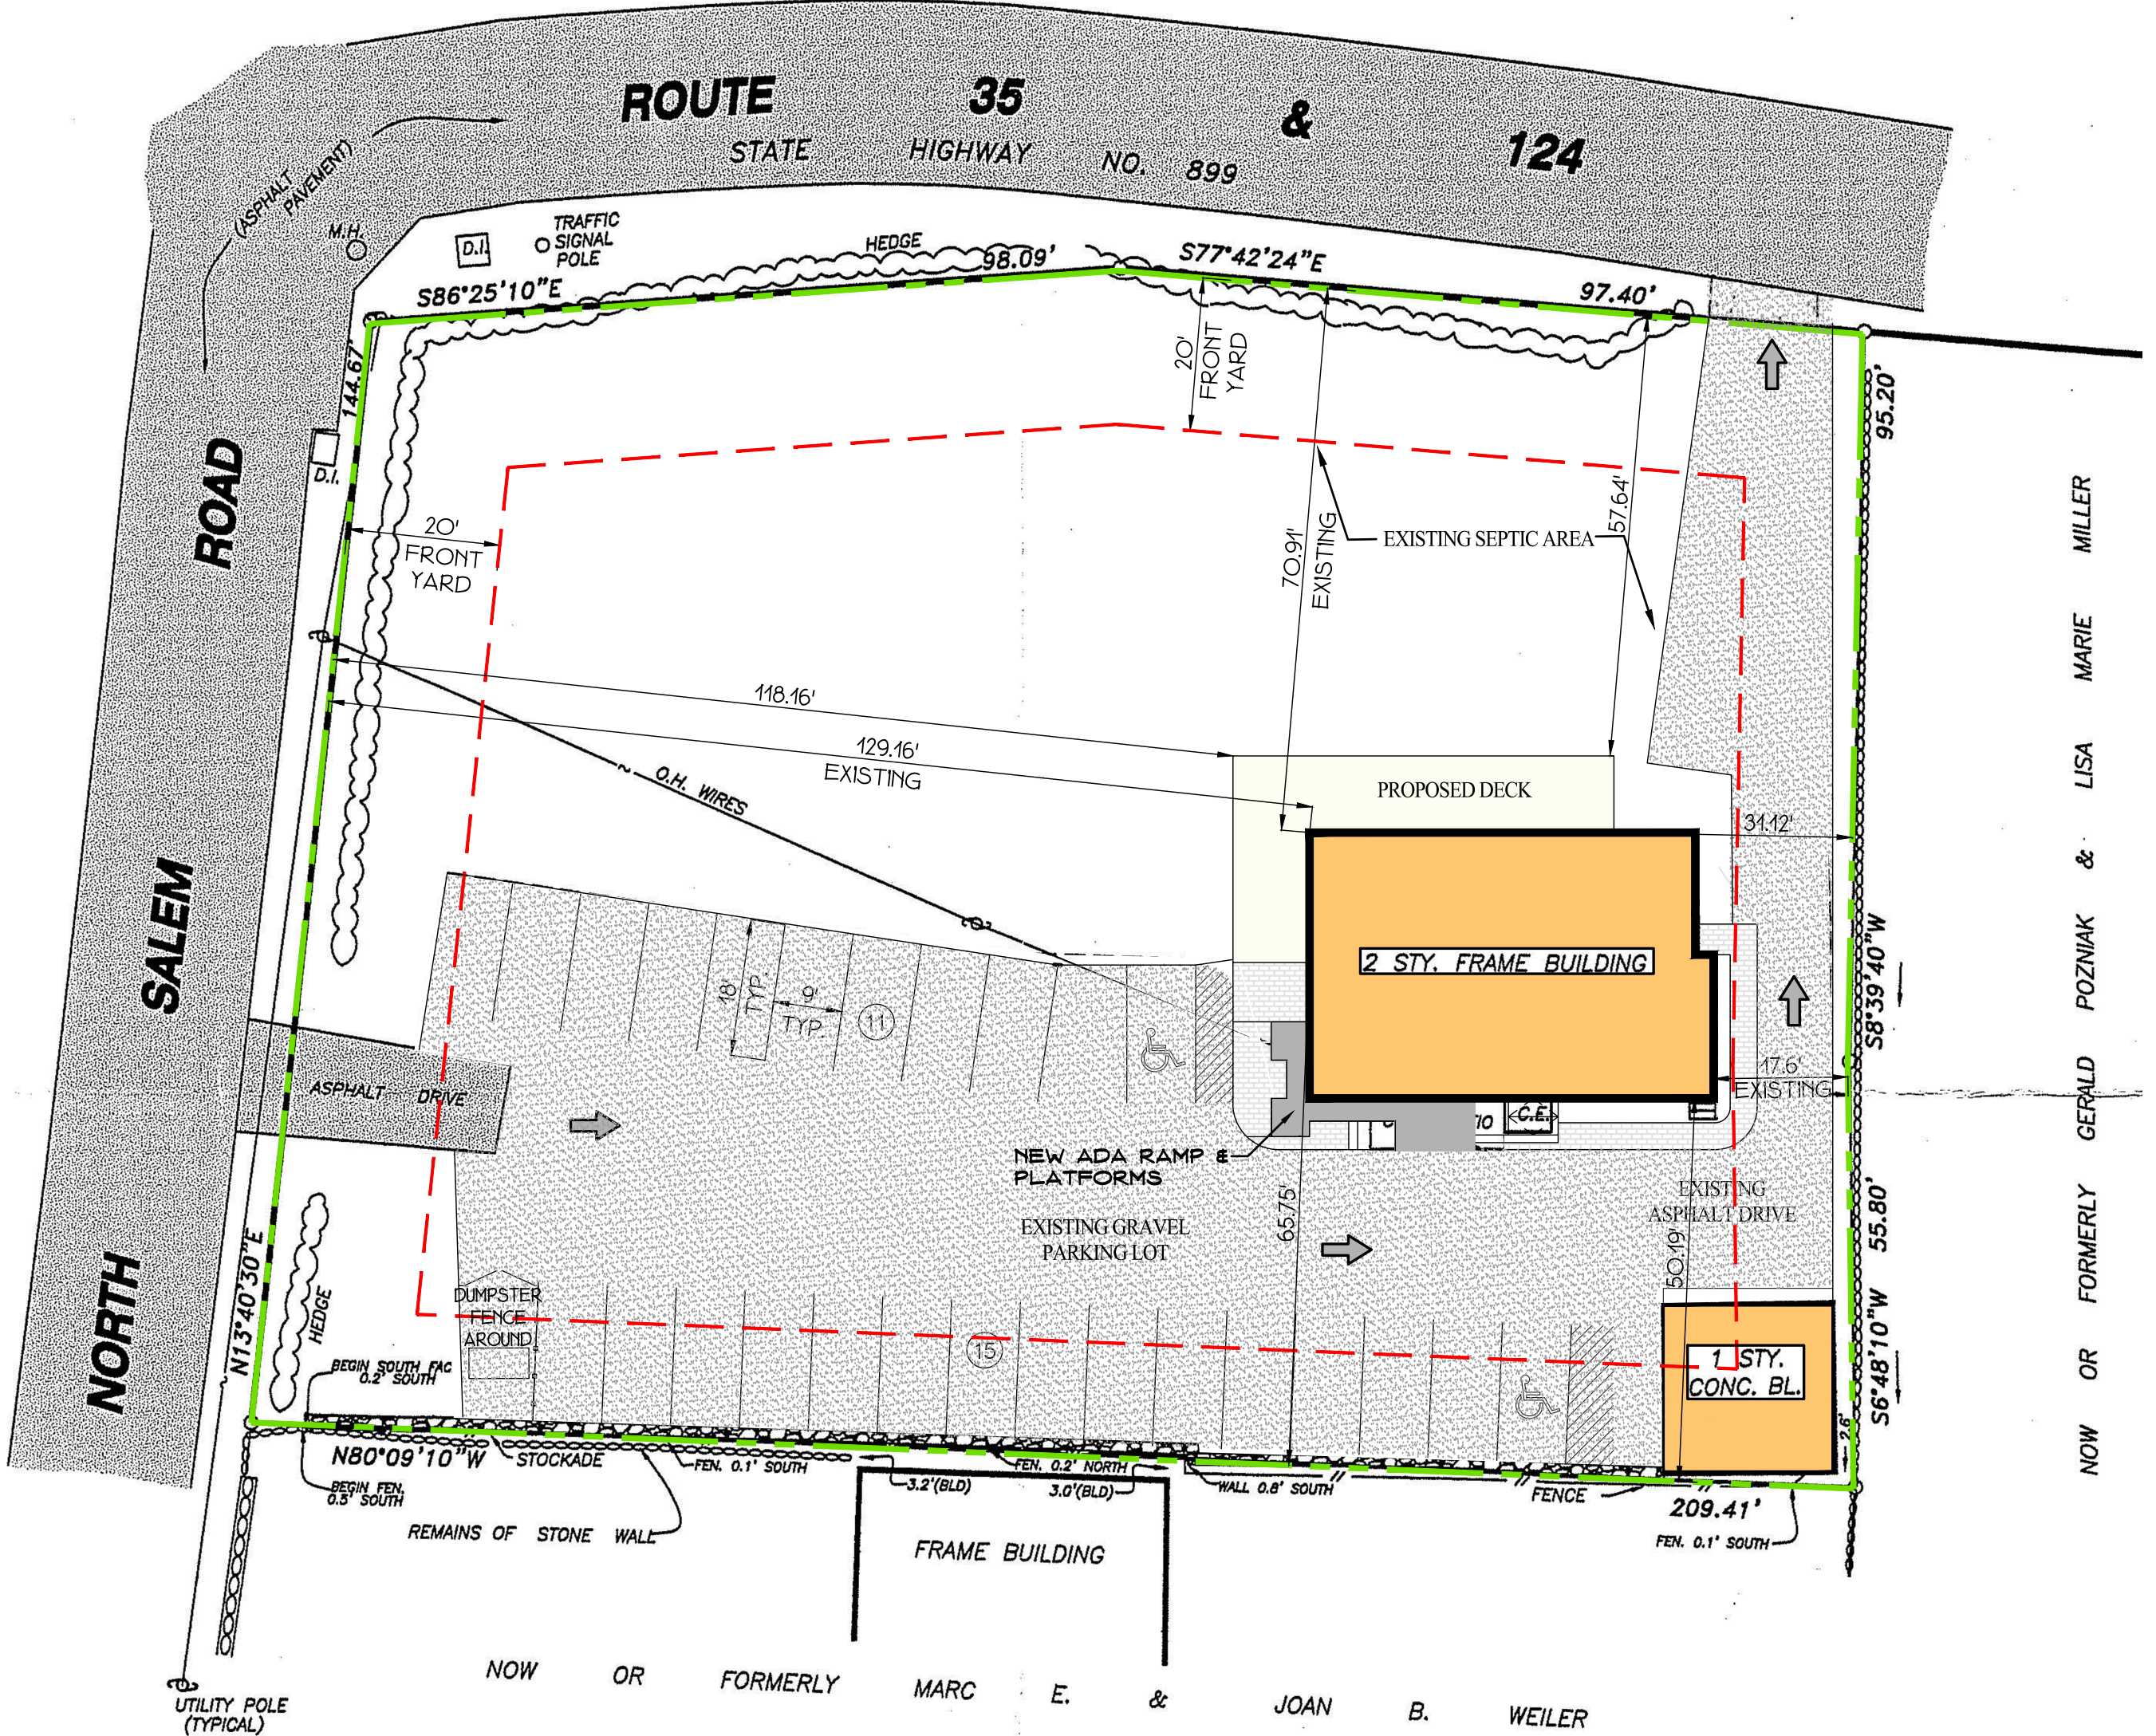 ROUTE 35 & 124
STATE HIGHWAY NO. 899
(ASPHALT
PAVEMENT)
M.H.
D.I.
TRAFFIC
SIGNAL
POLE
HEDGE
S86°25'10"E
98.09'
S77°42'24"E
97.40'
144.67'
D.I.
20'
FRONT
YARD
20'
FRONT
YARD
95.20'
NORTH SALEM ROAD
70.91'
EXISTING
EXISTING SEPTIC AREA
57.64'
118.16'
129.16'
EXISTING
O.H. WIRES
PROPOSED DECK
31.12'
2 STY. FRAME BUILDING
18'
TYP.
9'
TYP.
11
S8°39'40"W
17.6'
EXISTING
ASPHALT DRIVE
C.E.
NEW ADA RAMP &
PLATFORMS
EXISTING GRAVEL
PARKING LOT
65.75'
EXISTING
ASPHALT DRIVE
50.19'
55.80'
N13°40'30"E
HEDGE
DUMPSTER
FENCE
AROUND
15
1 STY.
CONC. BL.
S6°48'10"W
2.6'
BEGIN SOUTH FAC
0.2' SOUTH
N80°09'10"W
STOCKADE
FEN. 0.1' SOUTH
FEN. 0.2' NORTH
BEGIN FEN.
0.5' SOUTH
3.2'(BLD)
3.0'(BLD)
WALL 0.8' SOUTH
FENCE
209.41'
FEN. 0.1' SOUTH
REMAINS OF STONE WALL
FRAME BUILDING
NOW OR FORMERLY MARC E. & JOAN B. WEILER
UTILITY POLE
(TYPICAL)
NOW OR FORMERLY GERALD POZNIAK & LISA MARIE MILLER